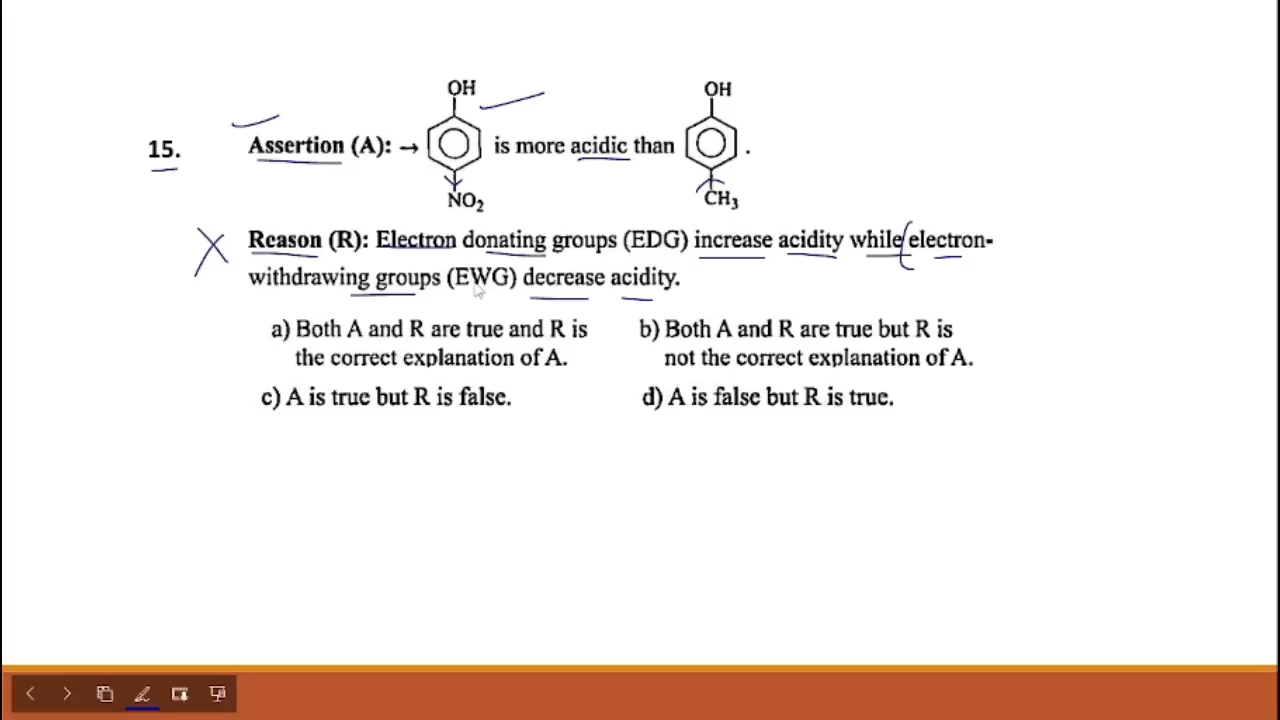 OH OH
15. Assertion (A): → is more acidic than .
NO₂ CH₃
Reason (R): Electron donating groups (EDG) increase acidity while electron-
withdrawing groups (EWG) decrease acidity.
a) Both A and R are true and R is
the correct explanation of A.
b) Both A and R are true but R is
not the correct explanation of A.
c) A is true but R is false.
d) A is false but R is true.